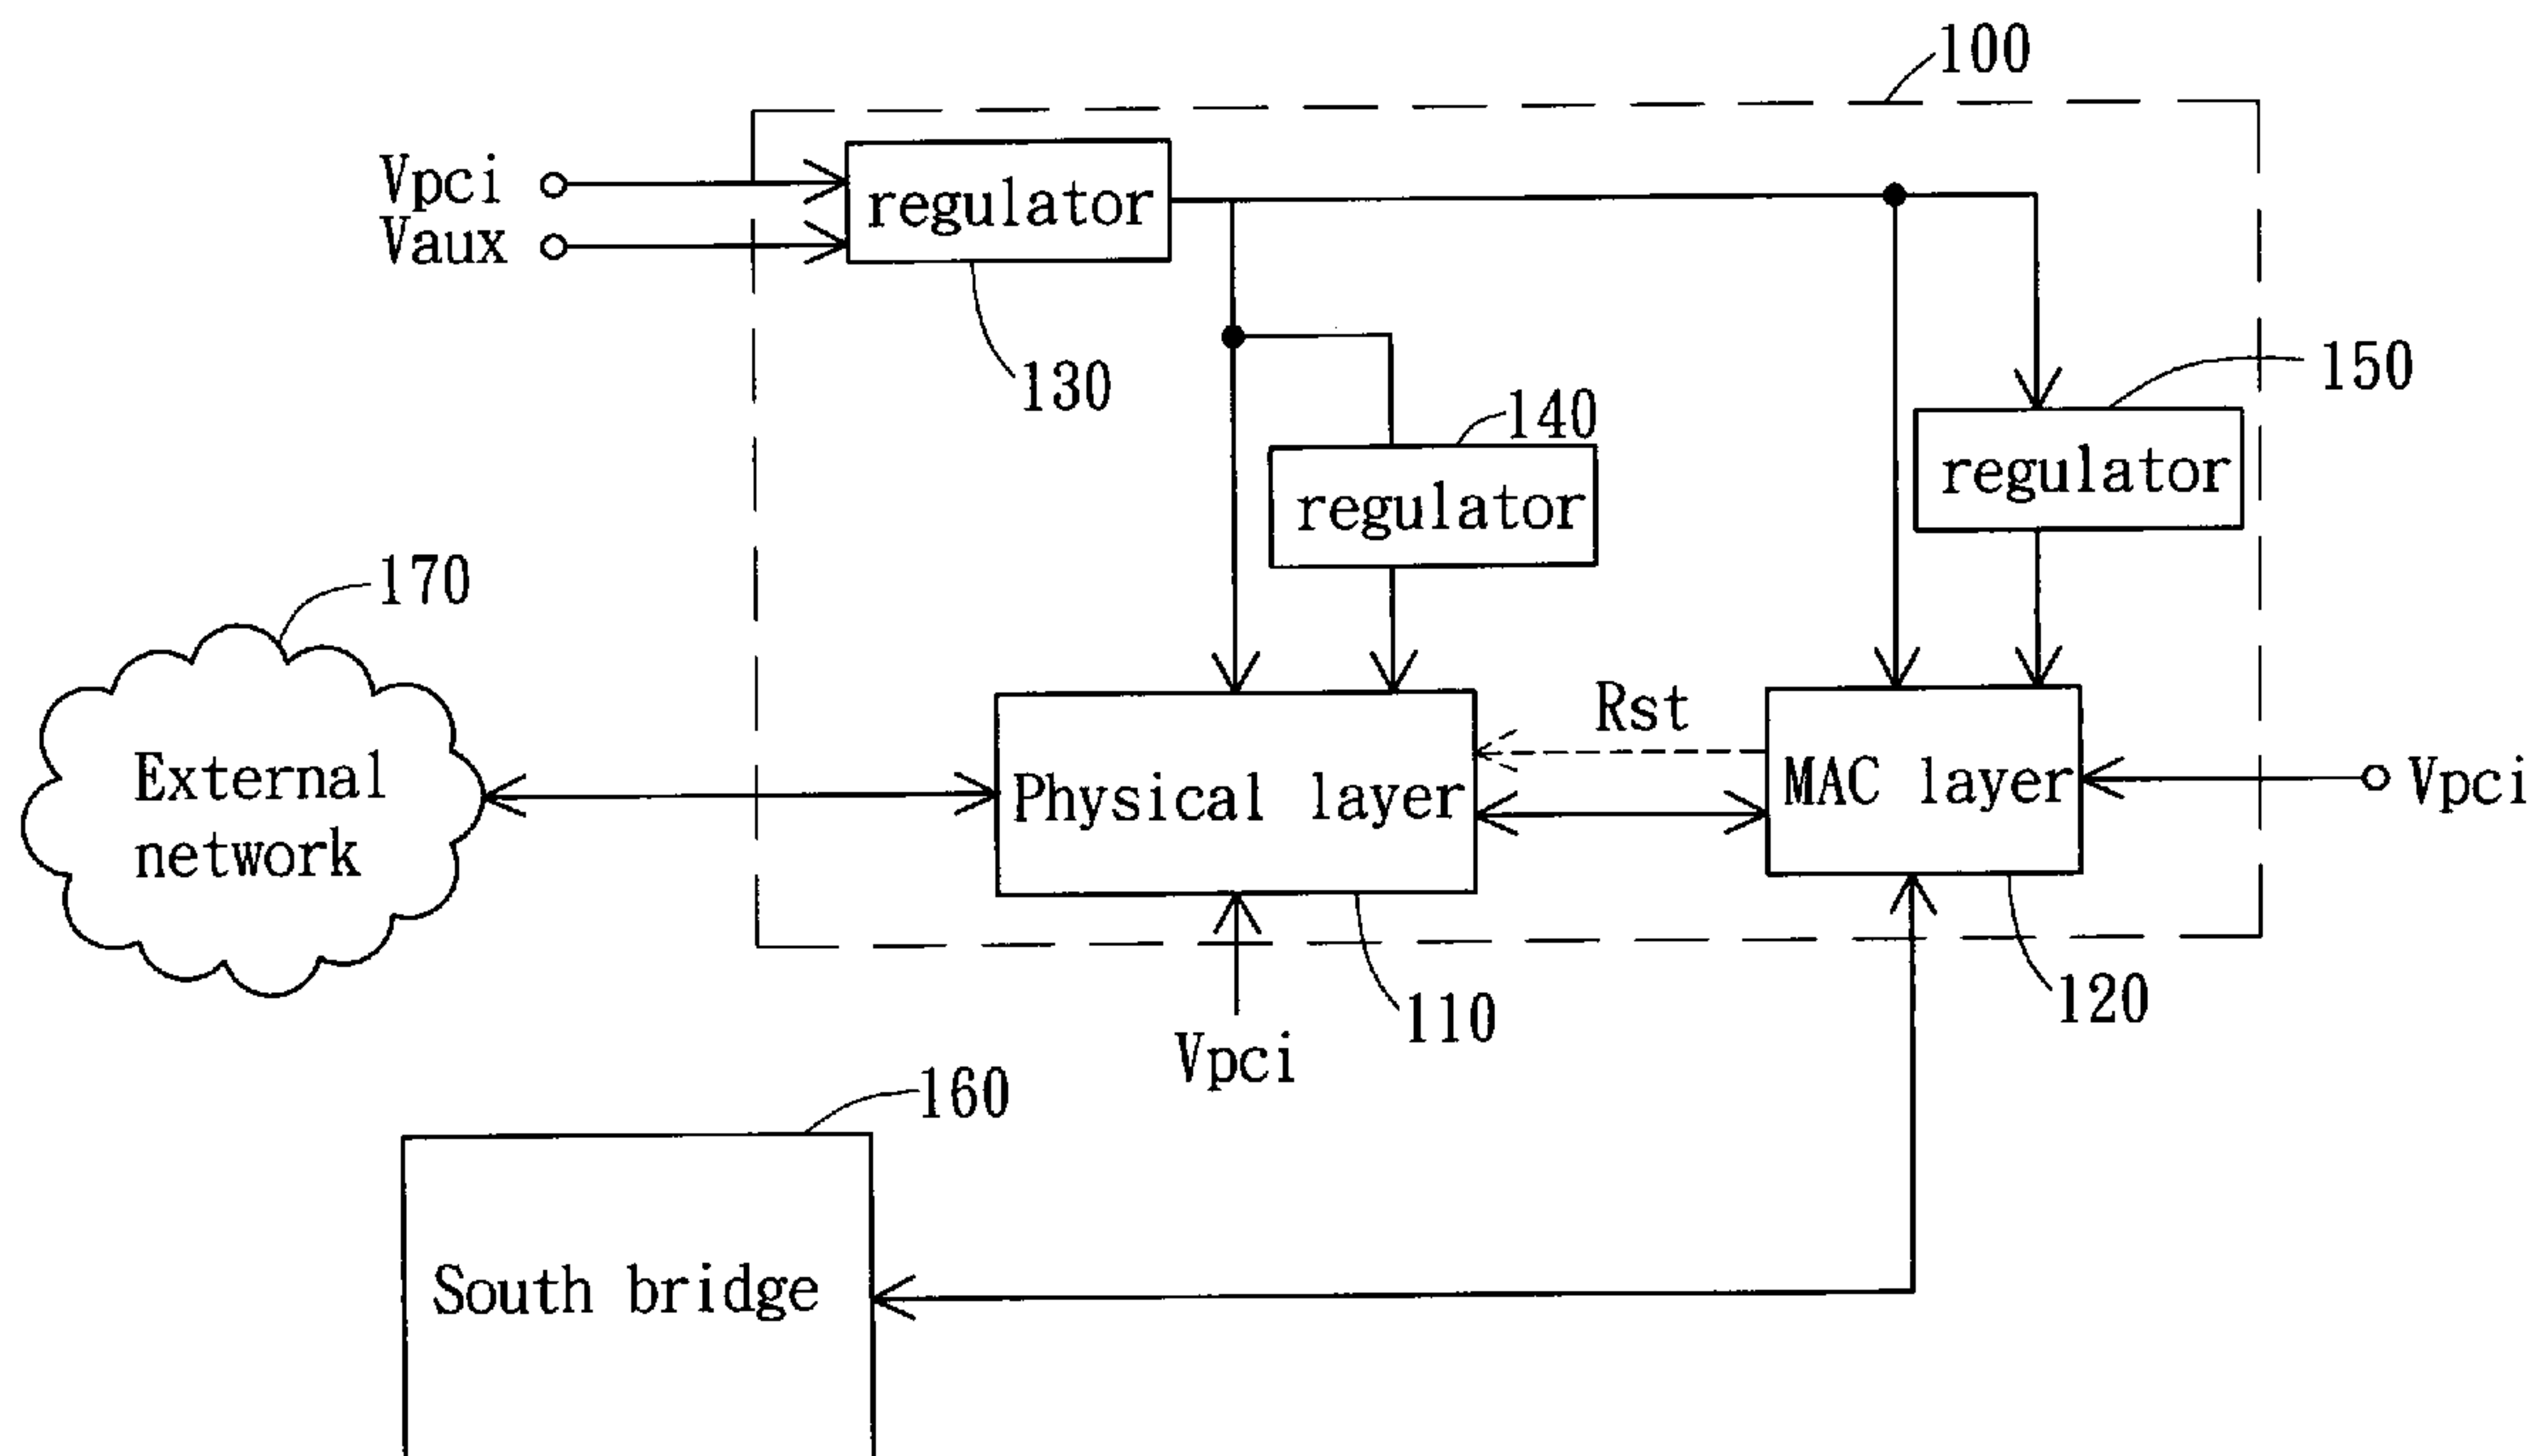 100
Vpci
regulator
Vaux
130
140
150
regulator
regulator
170
Rst
External
network
Physical layer
MAC layer
Vpci
110
120
Vpci
160
South bridge